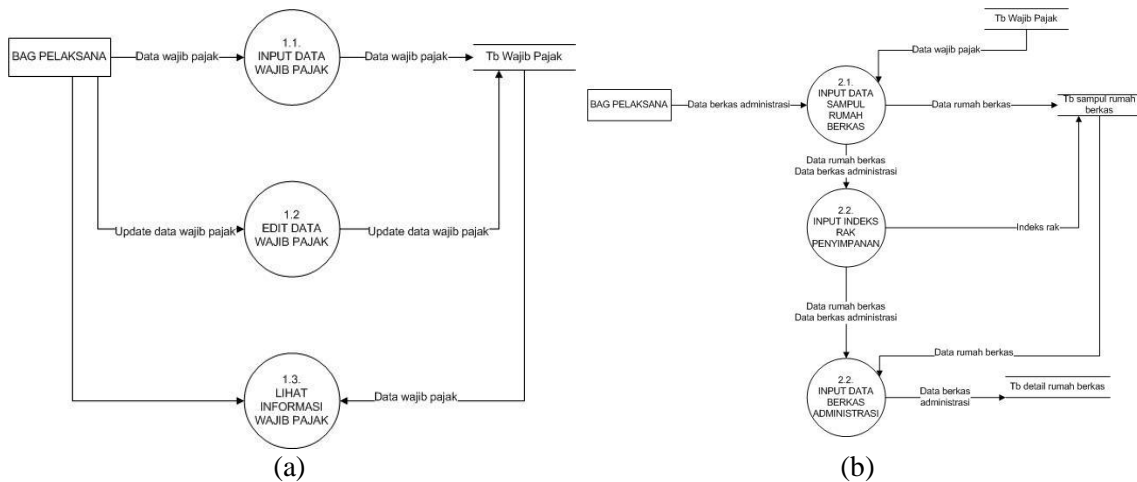 1.1.
INPUT DATA
WAJIB PAJAK
BAG PELAKSANA
Data wajib pajak
Data wajib pajak
Tb Wajib Pajak
1.2
EDIT DATA
WAJIB PAJAK
Update data wajib pajak
Update data wajib pajak
1.3.
LIHAT
INFORMASI
WAJIB PAJAK
Data wajib pajak
(a)
Tb Wajib Pajak
Data wajib pajak
2.1.
INPUT DATA
SAMPUL
RUMAH
BERKAS
BAG PELAKSANA
Data berkas administrasi
Data rumah berkas
Tb sampul rumah
berkas
Data rumah berkas
Data berkas administrasi
2.2.
INPUT INDEKS
RAK
PENYIMPANAN
Indeks rak
Data rumah berkas
Data berkas administrasi
Data rumah berkas
2.2.
INPUT DATA
BERKAS
ADMINISTRASI
Data berkas
administrasi
Tb detail rumah berkas
(b)